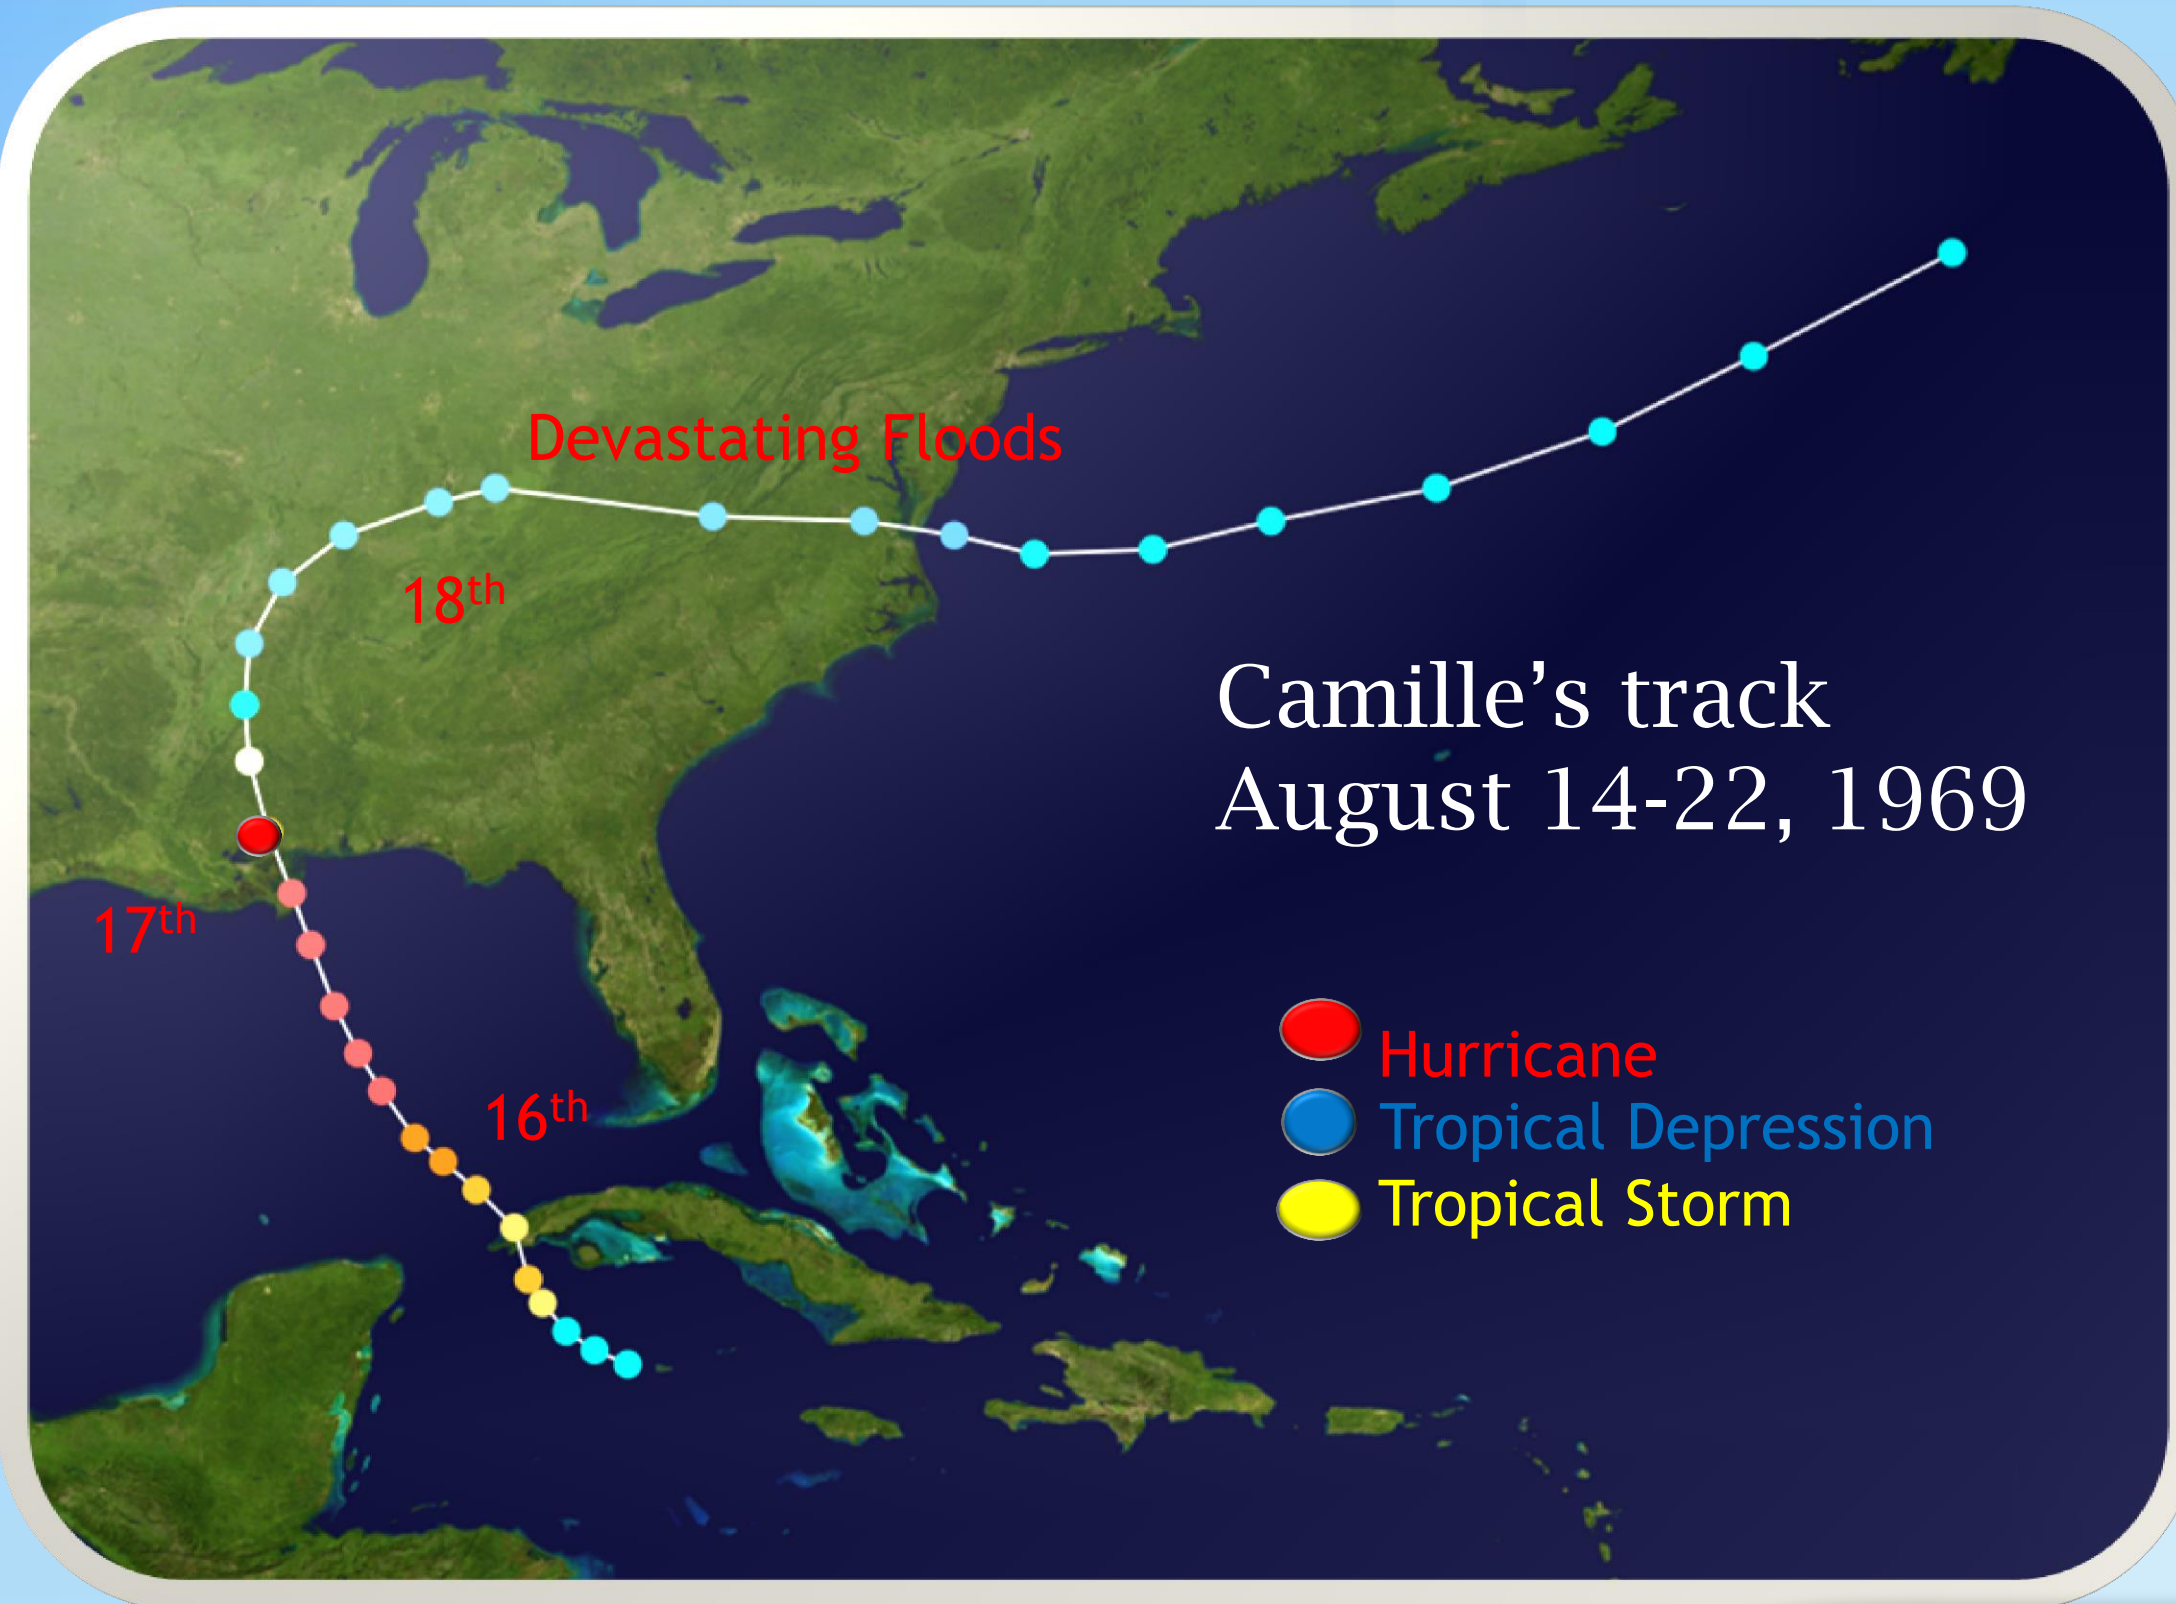 Devastating Floods
18th
Camille’s track
August 14-22, 1969
17th
16th
Hurricane
Tropical Depression
Tropical Storm